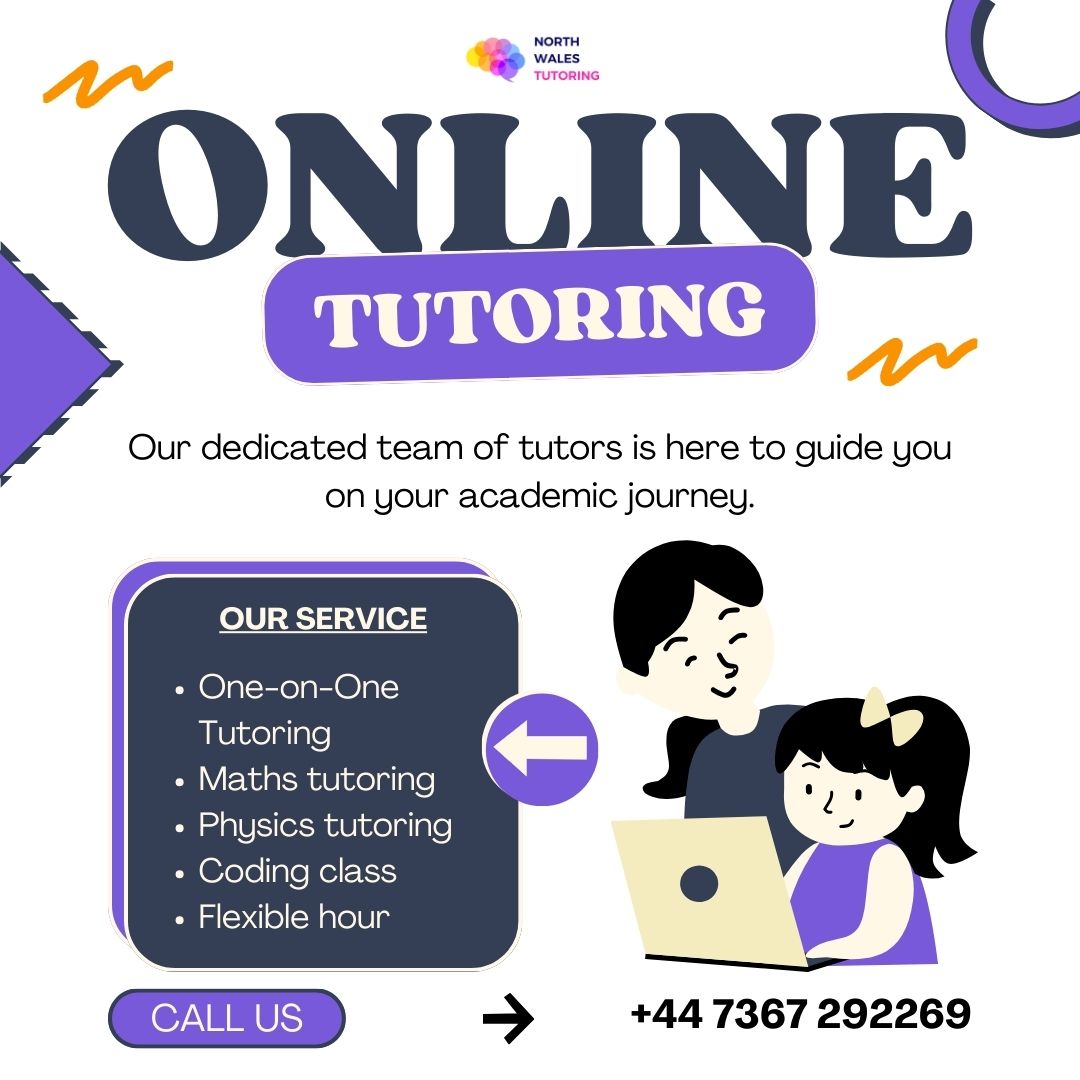 NORTH
WALES
TUTORING
ONLINE
TUTORING
Our dedicated team of tutors is here to guide you
on your academic journey.
OUR SERVICE
• One-on-One
Tutoring
• Maths tutoring
• Physics tutoring
• Coding class
• Flexible hour
CALL US
+44 7367 292269